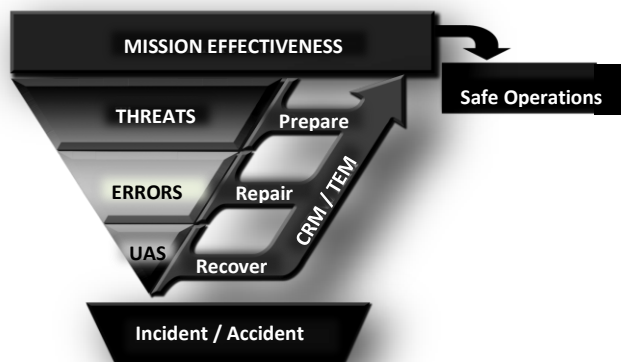 MISSION EFFECTIVENESS
Safe Operations
THREATS
Prepare
ERRORS
Repair
CRM / TEM
UAS
Recover
Incident / Accident